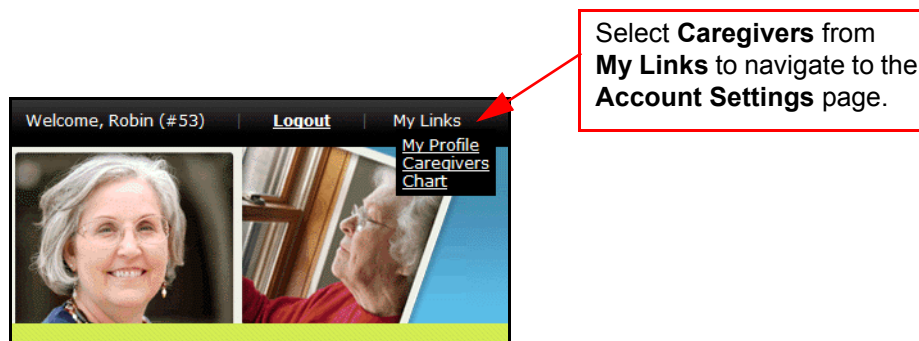 Select Caregivers from
My Links to navigate to the
Account Settings page.
Welcome, Robin (#53) | Logout | My Links
My Profile
Caregivers
Chart